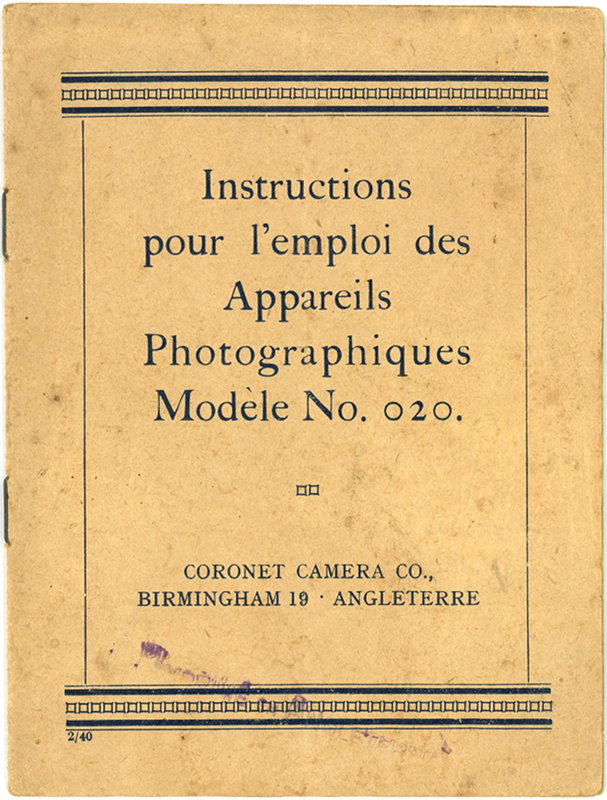 Instructions
pour l'emploi des
Appareils
Photographiques
Modèle No. 020.
CORONET CAMERA CO.,
BIRMINGHAM 19 · ANGLETERRE
2/40